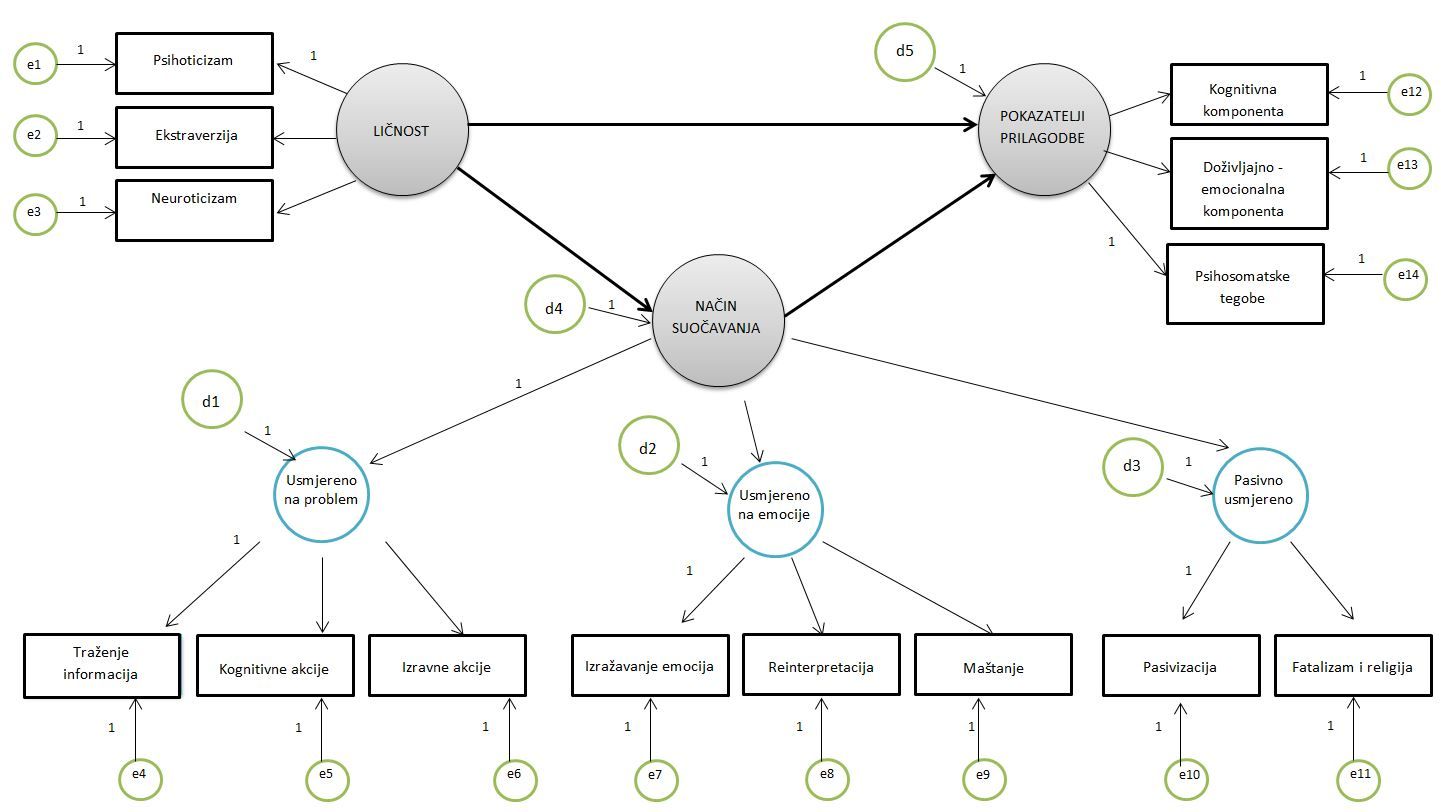 e1
1
Psihoticizam
1
e2
1
Ekstraverzija
e3
1
Neuroticizam
LIČNOST
d5
1
POKAZATELJI
PRILAGODBE
Kognitivna
komponenta
1
e12
Doživljajno -
emocionalna
komponenta
1
e13
1
Psihosomatske
tegobe
1
e14
d4
1
NAČIN
SUOČAVANJA
1
d1
1
Usmjereno
na problem
d2
1
Usmjereno
na emocije
d3
1
Pasivno
usmjereno
1
1
1
Traženje
informacija
Kognitivne akcije
Izravne akcije
Izražavanje emocija
Reinterpretacija
Maštanje
Pasivizacija
Fatalizam i religija
1
1
1
1
1
1
1
1
e4
e5
e6
e7
e8
e9
e10
e11